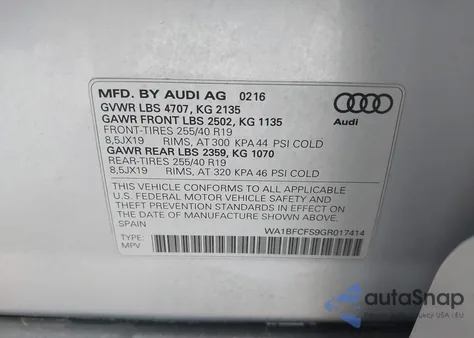 MFD. BY AUDI AG 0216
GVWR LBS 4707, KG 2135
GAWR FRONT LBS 2502, KG 1135
FRONT-TIRES 255/40 R19
8,5JX19 RIMS, AT 300 KPA 44 PSI COLD
GAWR REAR LBS 2359, KG 1070
REAR-TIRES 255/40 R19
8,5JX19 RIMS, AT 320 KPA 46 PSI COLD
Audi
THIS VEHICLE CONFORMS TO ALL APPLICABLE
U.S. FEDERAL MOTOR VEHICLE SAFETY AND
THEFT PREVENTION STANDARDS IN EFFECT ON
THE DATE OF MANUFACTURE SHOWN ABOVE.
SPAIN
WA1BFCFS9GR017414
TYPE:
MPV
autoSnap
USA i EU